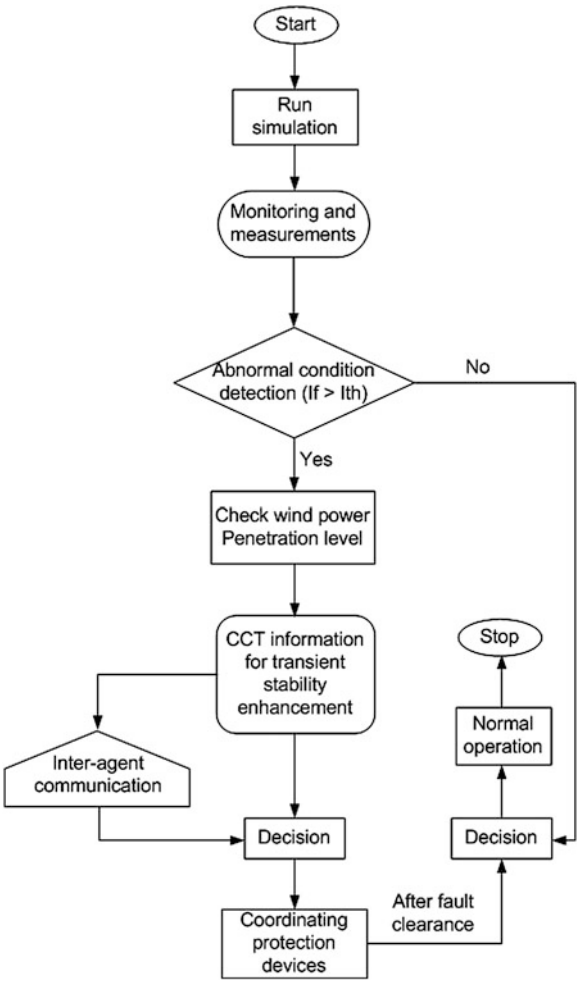 Start
Run
simulation
Monitoring and
measurements
Abnormal condition
detection (If > Ith)
No
Yes
Check wind power
Penetration level
CCT information
for transient
stability
enhancement
Stop
Normal
operation
Inter-agent
communication
Decision
Decision
After fault
clearance
Coordinating
protection
devices